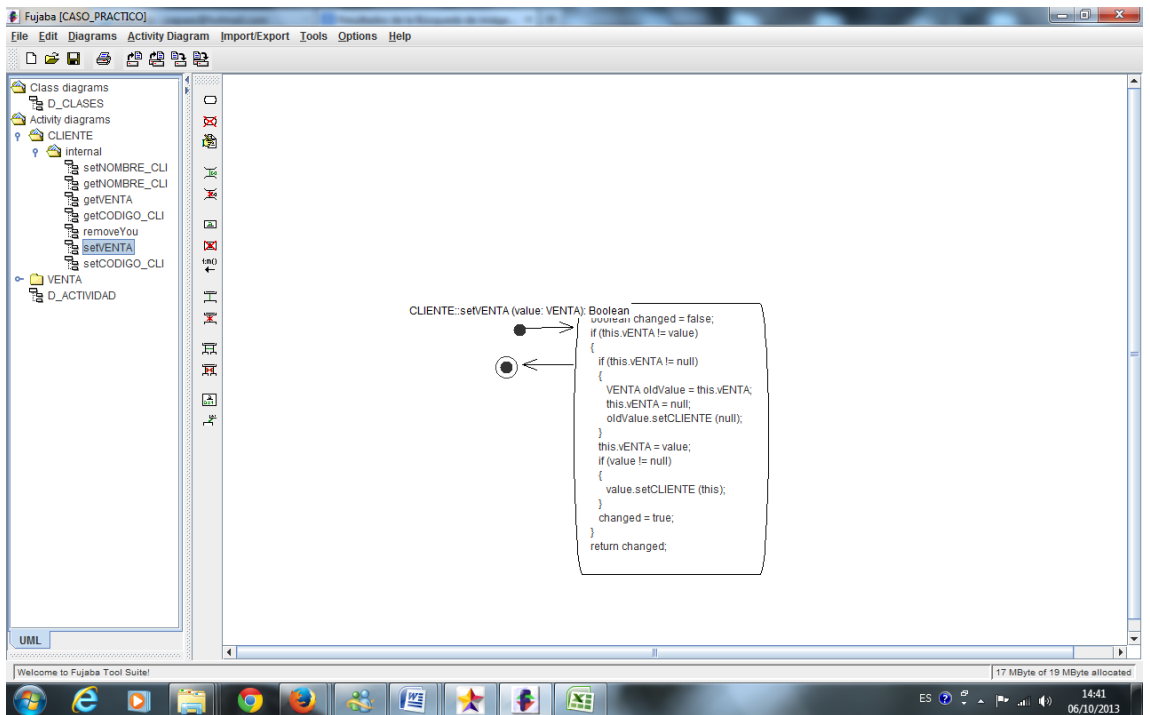 Fujaba [CASO_PRACTICO]
File Edit Diagrams Activity Diagram Import/Export Tools Options Help
Class diagrams
D_CLASES
Activity diagrams
CLIENTE
internal
setNOMBRE_CLI
getNOMBRE_CLI
getVENTA
getCODIGO_CLI
removeYou
setVENTA
setCODIGO_CLI
VENTA
D_ACTIVIDAD
CLIENTE::setVENTA (value: VENTA): Boolean
boolean changed = false;
if (this.vENTA != value)
{
if (this.vENTA != null)
{
VENTA oldValue = this.vENTA;
this.vENTA = null;
oldValue.setCLIENTE (null);
}
this.vENTA = value;
if (value != null)
{
value.setCLIENTE (this);
}
changed = true;
}
return changed;
UML
Welcome to Fujaba Tool Suite!
17 MByte of 19 MByte allocated
ES
14:41
06/10/2013